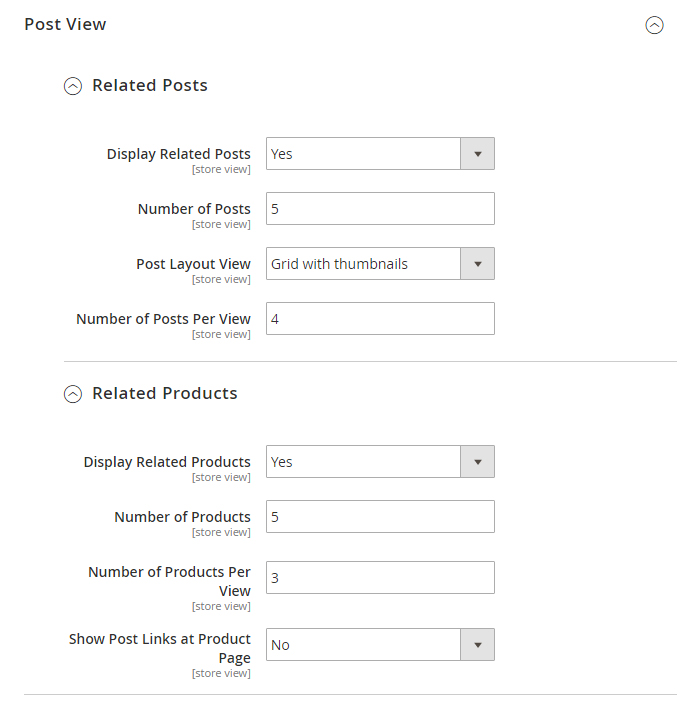 Post View
Related Posts
Display Related Posts Yes
[store view]
Number of Posts 5
[store view]
Post Layout View Grid with thumbnails
[store view]
Number of Posts Per View 4
[store view]
Related Products
Display Related Products Yes
[store view]
Number of Products 5
[store view]
Number of Products Per 3
View
[store view]
Show Post Links at Product No
Page
[store view]